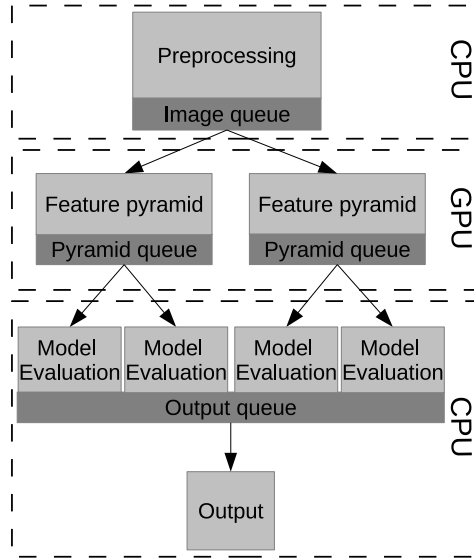 Preprocessing
Image queue
CPU
Feature pyramid
Pyramid queue
Feature pyramid
Pyramid queue
GPU
Model
Evaluation
Model
Evaluation
Model
Evaluation
Model
Evaluation
Output queue
Output
CPU